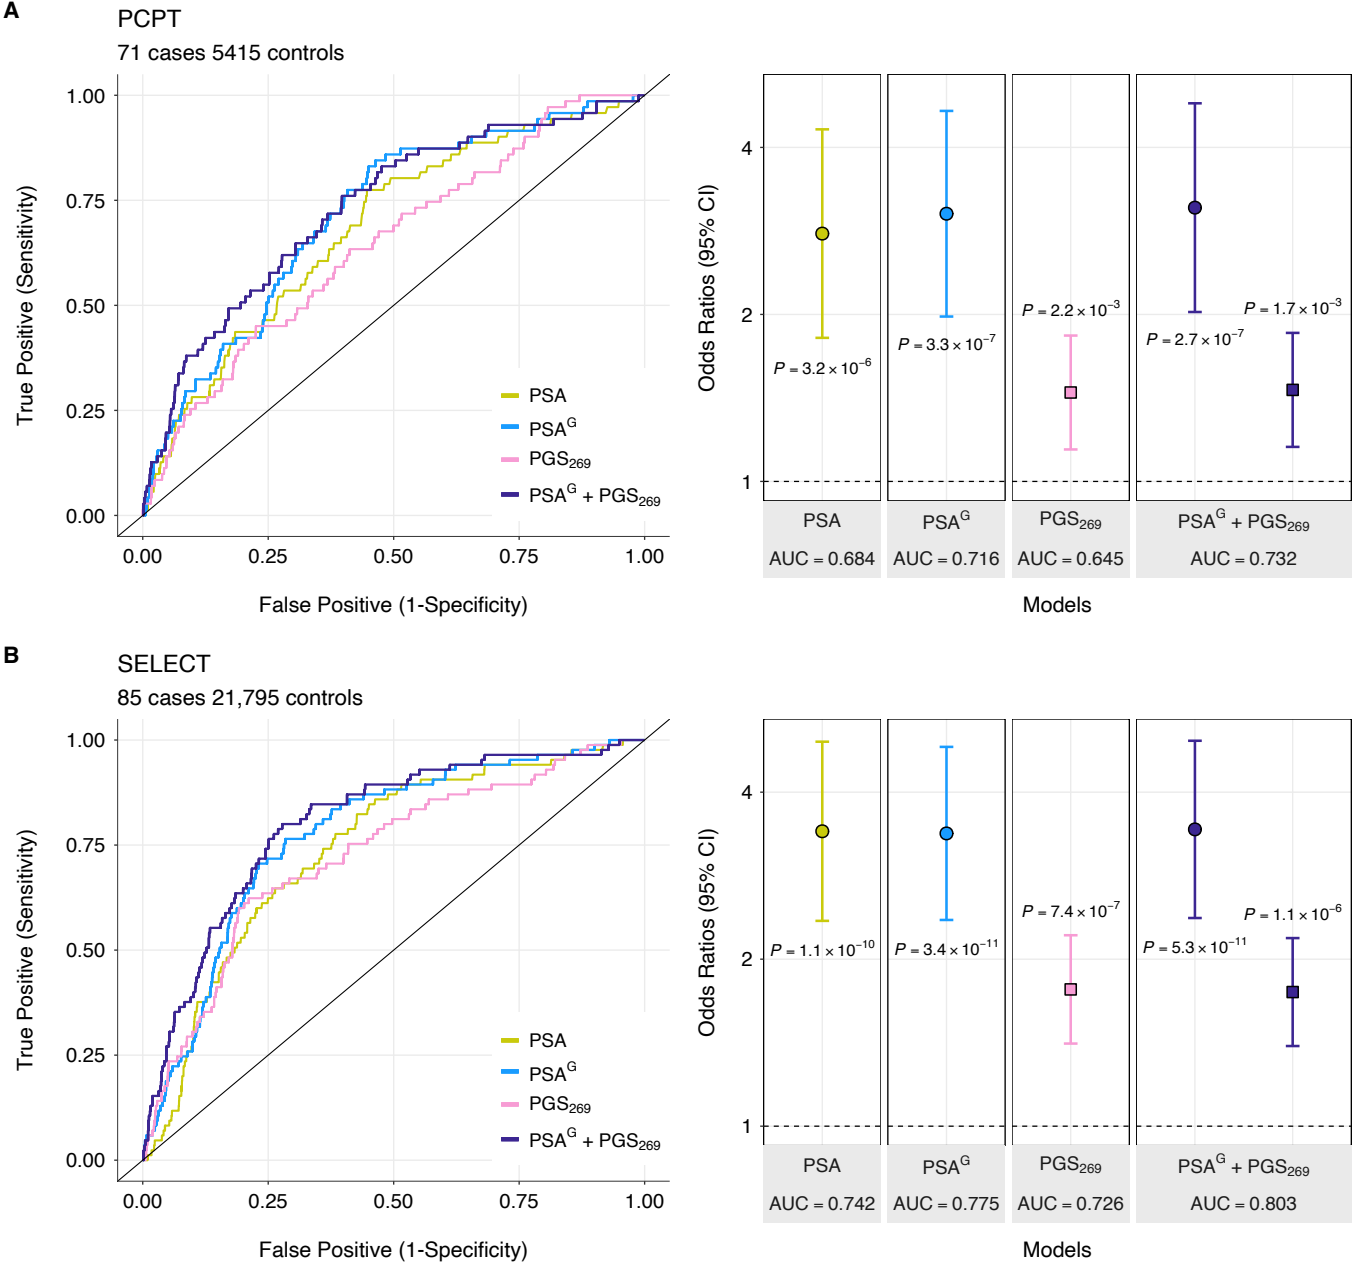 A
PCPT
71 cases 5415 controls
True Positive (Sensitivity)
1.00
0.75
0.50
0.25
0.00
0.00 0.25 0.50 0.75 1.00
False Positive (1-Specificity)
PSA
PSAᴳ
PGS₂₆₉
PSAᴳ + PGS₂₆₉
Odds Ratios (95% CI)
4
2
1
P = 3.2 × 10⁻⁶
P = 3.3 × 10⁻⁷
P = 2.2 × 10⁻³
P = 2.7 × 10⁻⁷
P = 1.7 × 10⁻³
PSA PSAᴳ PGS₂₆₉ PSAᴳ + PGS₂₆₉
AUC = 0.684 AUC = 0.716 AUC = 0.645 AUC = 0.732
Models
B
SELECT
85 cases 21,795 controls
True Positive (Sensitivity)
1.00
0.75
0.50
0.25
0.00
0.00 0.25 0.50 0.75 1.00
False Positive (1-Specificity)
PSA
PSAᴳ
PGS₂₆₉
PSAᴳ + PGS₂₆₉
Odds Ratios (95% CI)
4
2
1
P = 1.1 × 10⁻¹⁰
P = 3.4 × 10⁻¹¹
P = 7.4 × 10⁻⁷
P = 5.3 × 10⁻¹¹
P = 1.1 × 10⁻⁶
PSA PSAᴳ PGS₂₆₉ PSAᴳ + PGS₂₆₉
AUC = 0.742 AUC = 0.775 AUC = 0.726 AUC = 0.803
Models